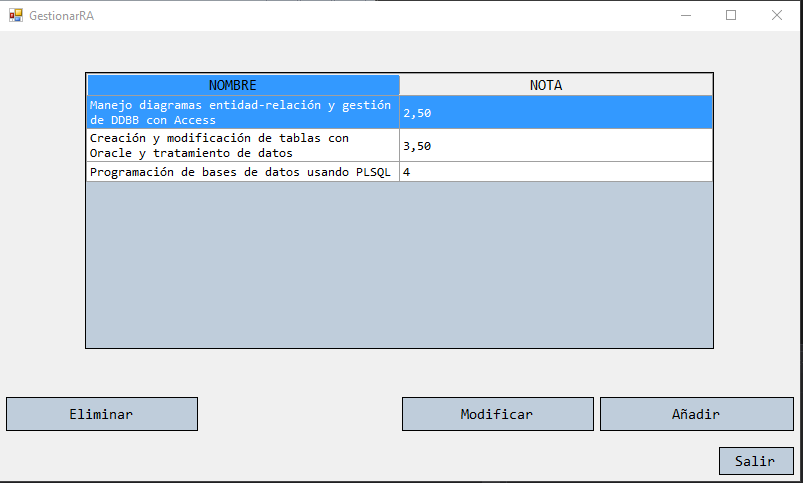 GestionarRA
NOMBRE NOTA
Manejo diagramas entidad-relación y gestión
de DDBB con Access 2,50
Creación y modificación de tablas con
Oracle y tratamiento de datos 3,50
Programación de bases de datos usando PLSQL 4
Eliminar Modificar Añadir
Salir